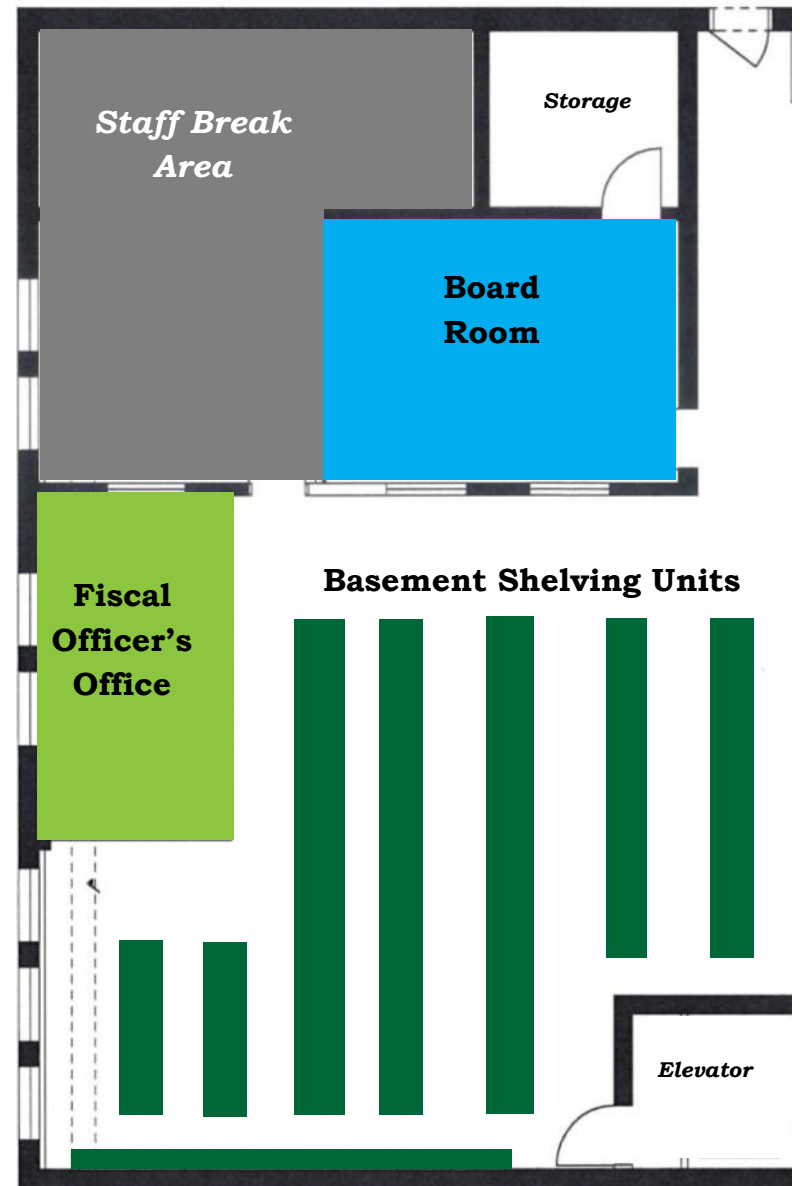 Storage
Staff Break
Area
Board
Room
Basement Shelving Units
Fiscal
Officer’s
Office
Elevator